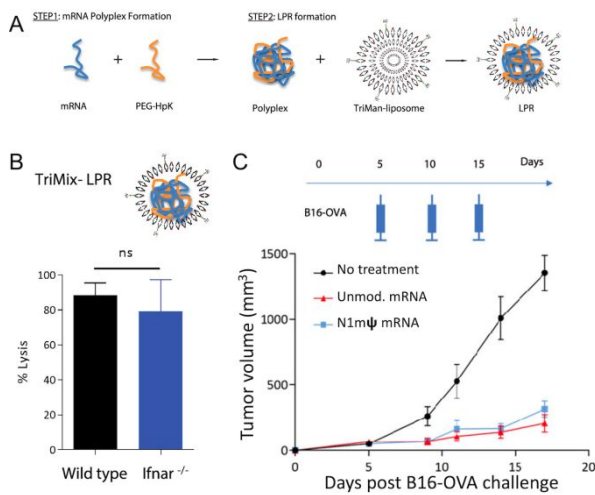 A
STEP1: mRNA Polyplex Formation
STEP2: LPR formation
+ +
mRNA PEG-HpK Polyplex TriMan-liposome LPR
B
TriMix- LPR
ns
% Lysis
100
80
60
40
20
0
Wild type Ifnar -/-
C
0 5 10 15 Days
B16-OVA
No treatment
Unmod. mRNA
N1mψ mRNA
Tumor volume (mm3)
1500
1000
500
0
0 5 10 15 20
Days post B16-OVA challenge